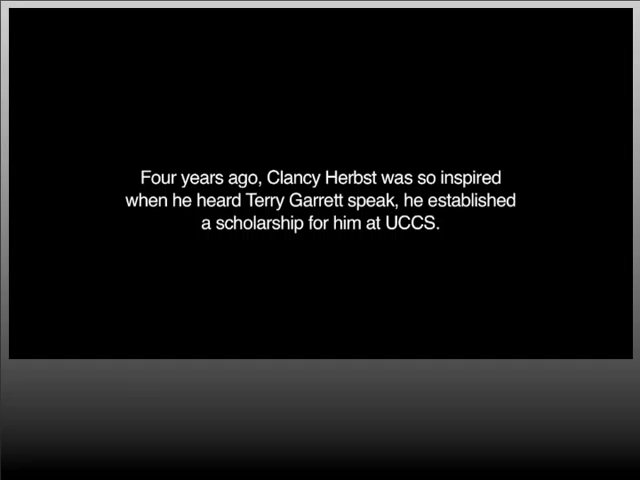 Four years ago, Clancy Herbst was so inspired
when he heard Terry Garrett speak, he established
a scholarship for him at UCCS.